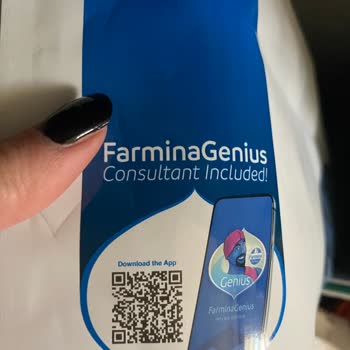 FarminaGenius
Consultant Included!
Download the App
Genius
FarminaGenius